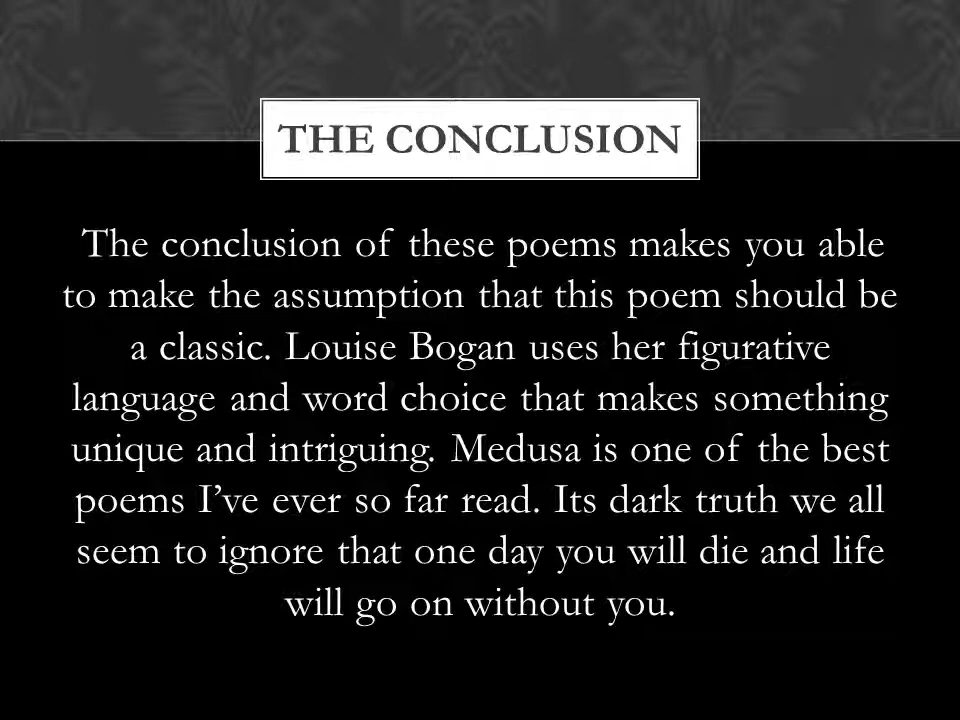 THE CONCLUSION
The conclusion of these poems makes you able
to make the assumption that this poem should be
a classic. Louise Bogan uses her figurative
language and word choice that makes something
unique and intriguing. Medusa is one of the best
poems I’ve ever so far read. Its dark truth we all
seem to ignore that one day you will die and life
will go on without you.